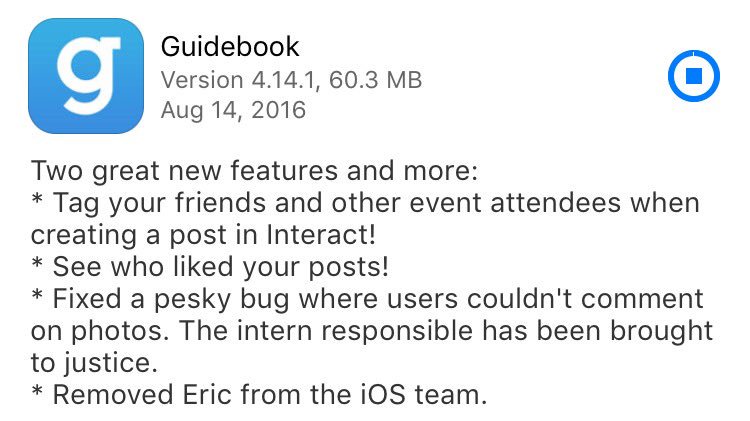 g
Guidebook
Version 4.14.1, 60.3 MB
Aug 14, 2016
Two great new features and more:
* Tag your friends and other event attendees when
creating a post in Interact!
* See who liked your posts!
* Fixed a pesky bug where users couldn't comment
on photos. The intern responsible has been brought
to justice.
* Removed Eric from the iOS team.